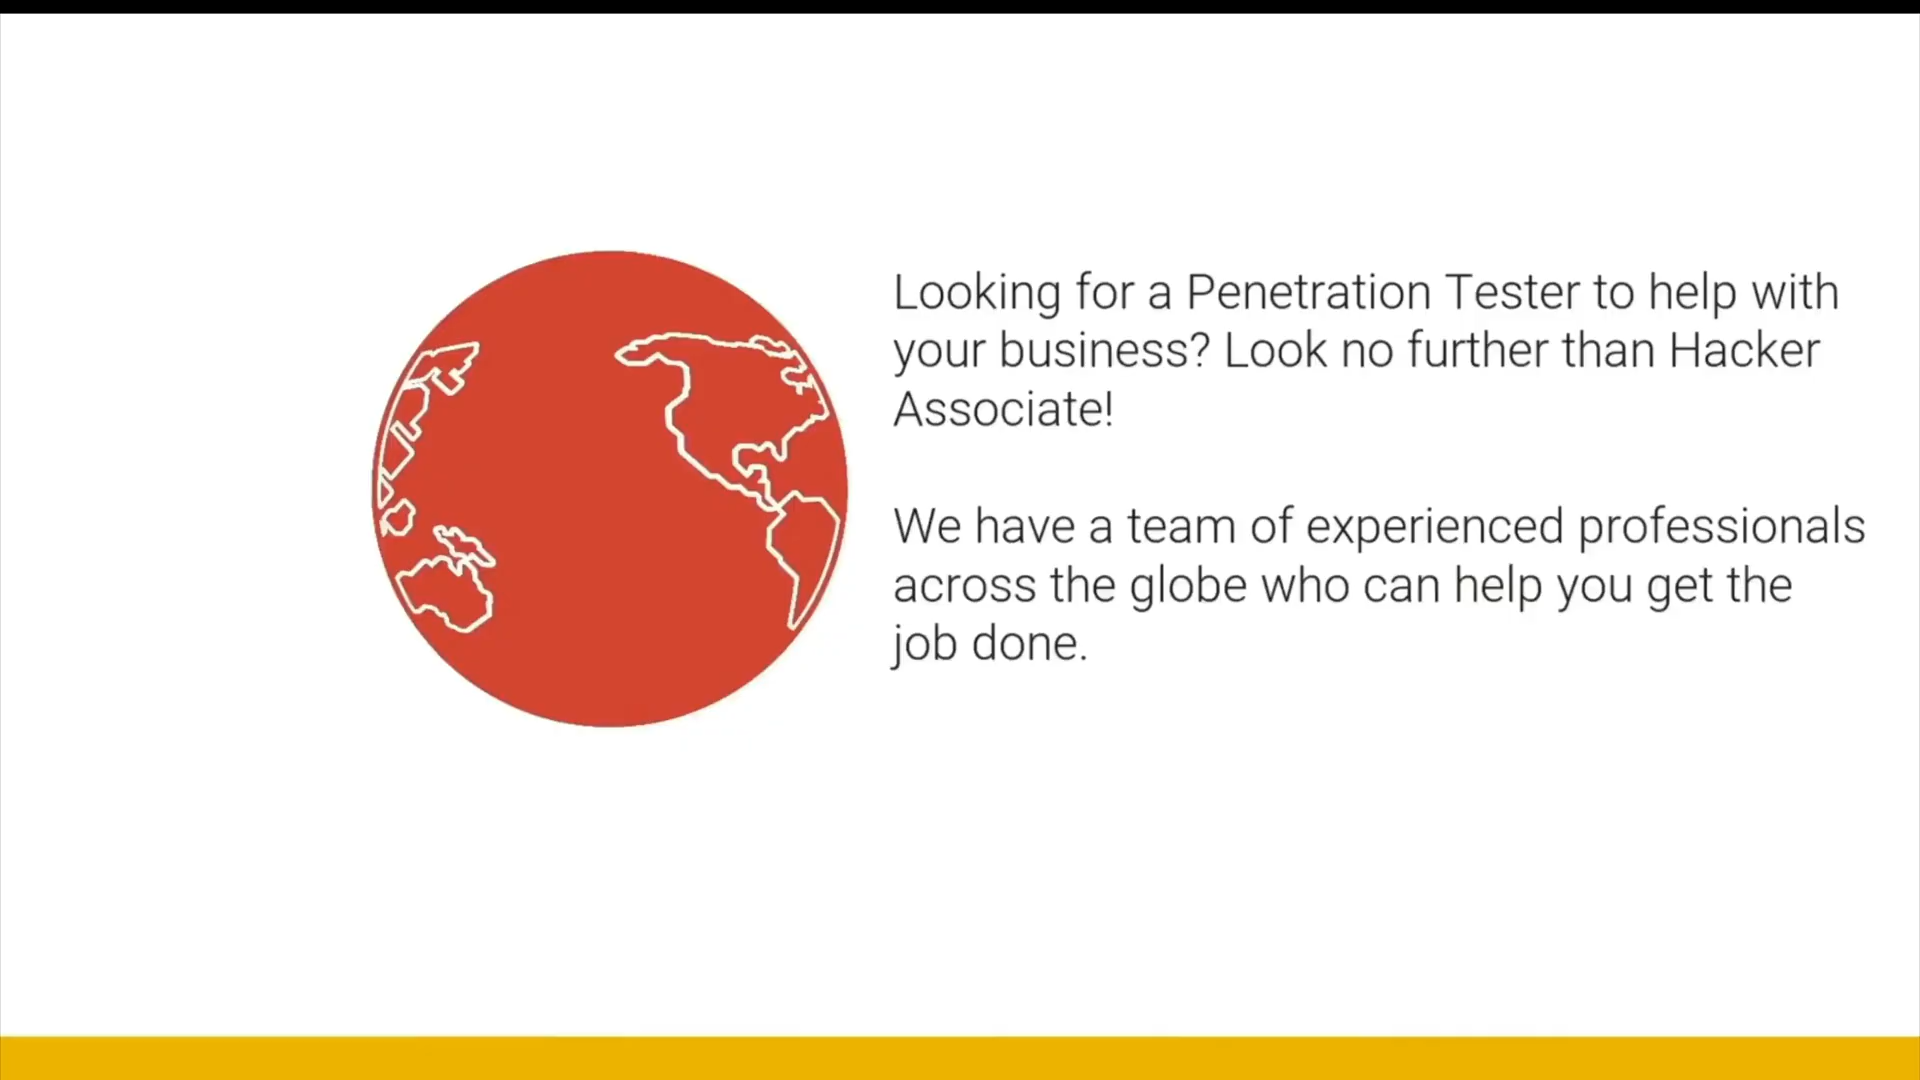 Looking for a Penetration Tester to help with
your business? Look no further than Hacker
Associate!
We have a team of experienced professionals
across the globe who can help you get the
job done.